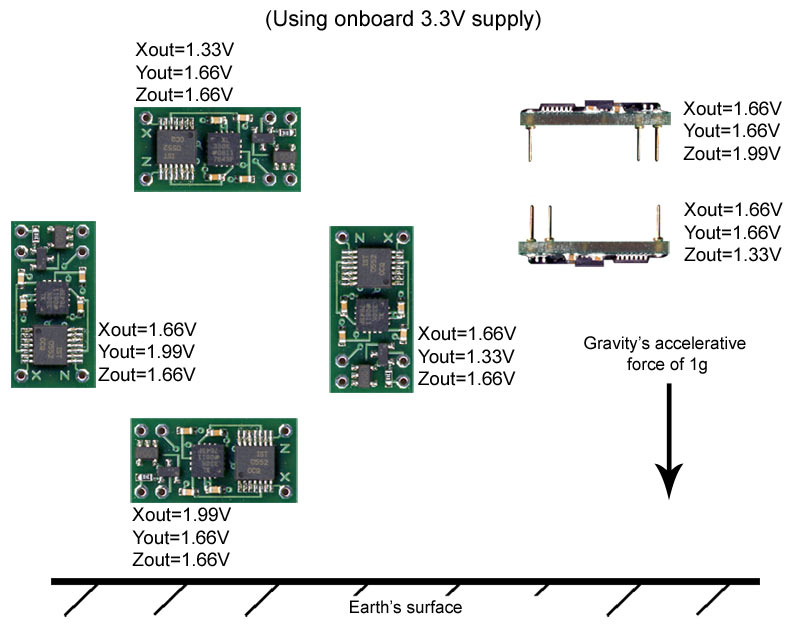 (Using onboard 3.3V supply)
Xout=1.33V
Yout=1.66V
Zout=1.66V
X
Z
Xout=1.66V
Yout=1.66V
Zout=1.99V
Xout=1.66V
Yout=1.66V
Zout=1.33V
Xout=1.66V
Yout=1.99V
Zout=1.66V
X Z
Z X
Xout=1.66V
Yout=1.33V
Zout=1.66V
Gravity's accelerative
force of 1g
Z
X
Xout=1.99V
Yout=1.66V
Zout=1.66V
Earth's surface